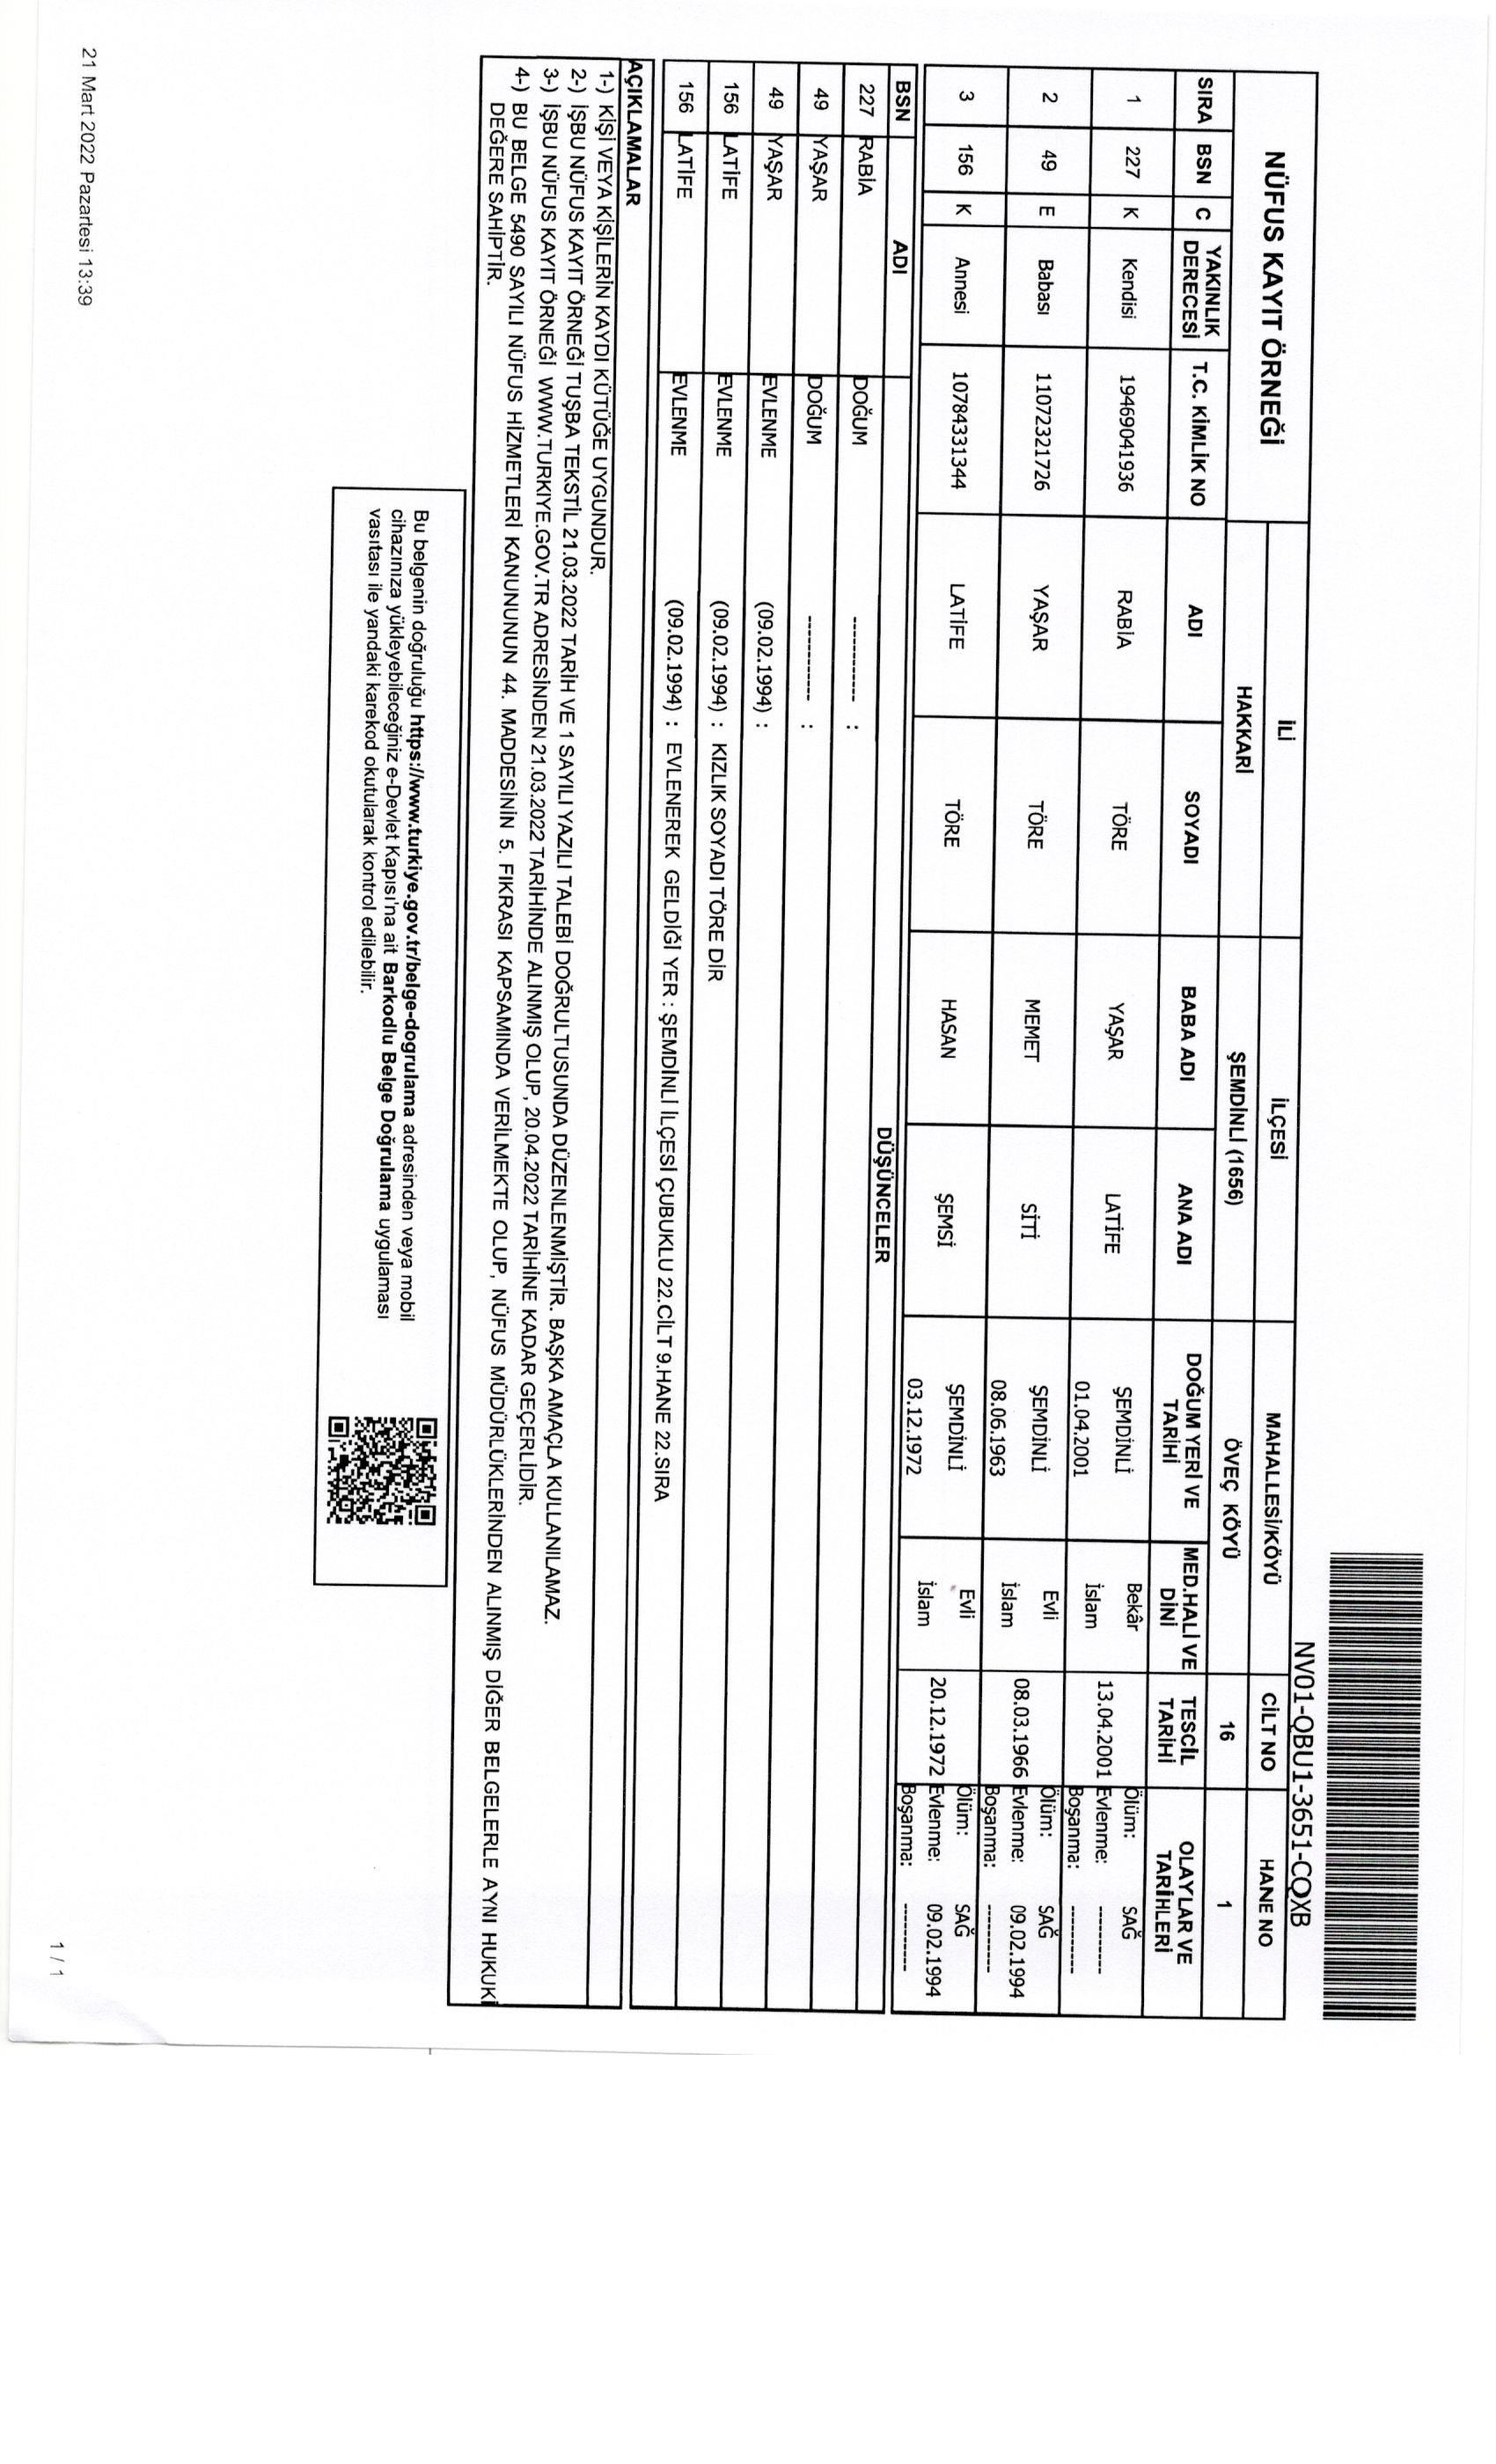 NV01-QBU1-3651-CQXB
NÜFUS KAYIT ÖRNEĞİ
İLİ İLÇESİ MAHALLESİ/KÖYÜ CİLT NO HANE NO
HAKKARİ ŞEMDİNLİ (1656) ÖVEÇ KÖYÜ 16 1
SIRA BSN C YAKINLIK DERECESİ T.C. KİMLİK NO ADI SOYADI BABA ADI ANA ADI DOĞUM YERİ VE TARİHİ MED.HALİ VE DİNİ TESCİL TARİHİ OLAYLAR VE TARİHLERİ
1 227 K Kendisi 19469041936 RABİA TÖRE YAŞAR LATİFE ŞEMDİNLİ 01.04.2001 Bekâr İslam 13.04.2001 Ölüm: SAĞ
Evlenme: ----------
Boşanma: ----------
2 49 E Babası 11072321726 YAŞAR TÖRE MEMET SİTİ ŞEMDİNLİ 08.06.1963 Evli İslam 08.03.1966 Ölüm: SAĞ
Evlenme: 09.02.1994
Boşanma: ----------
3 156 K Annesi 10784331344 LATİFE TÖRE HASAN ŞEMSİ ŞEMDİNLİ 03.12.1972 Evli İslam 20.12.1972 Ölüm: SAĞ
Evlenme: 09.02.1994
Boşanma: ----------
BSN ADI DÜŞÜNCELER
227 RABİA DOĞUM ------------ :
49 YAŞAR DOĞUM ------------ :
49 YAŞAR EVLENME (09.02.1994) :
156 LATİFE EVLENME (09.02.1994) : KIZLIK SOYADI TÖRE DİR
156 LATİFE EVLENME (09.02.1994) : EVLENEREK GELDİĞİ YER : ŞEMDİNLİ İLÇESİ ÇUBUKLU 22.CİLT 9.HANE 22.SIRA
AÇIKLAMALAR
1-) KİŞİ VEYA KİŞİLERİN KAYDI KÜTÜĞE UYGUNDUR.
2-) İŞBU NÜFUS KAYIT ÖRNEĞİ TUŞBA TEKSTİL 21.03.2022 TARİH VE 1 SAYILI YAZILI TALEBİ DOĞRULTUSUNDA DÜZENLENMİŞTİR. BAŞKA AMAÇLA KULLANILAMAZ.
3-) İŞBU NÜFUS KAYIT ÖRNEĞİ WWW.TURKIYE.GOV.TR ADRESİNDEN 21.03.2022 TARİHİNDE ALINMIŞ OLUP, 20.04.2022 TARİHİNE KADAR GEÇERLİDİR.
4-) BU BELGE 5490 SAYILI NÜFUS HİZMETLERİ KANUNUNUN 44. MADDESİNİN 5. FIKRASI KAPSAMINDA VERİLMEKTE OLUP, NÜFUS MÜDÜRLÜKLERİNDEN ALINMIŞ DİĞER BELGELERLE AYNI HUKUKİ
DEĞERE SAHİPTİR.
Bu belgenin doğruluğu https://www.turkiye.gov.tr/belge-dogrulama adresinden veya mobil
cihazınıza yükleyebileceğiniz e-Devlet Kapısı'na ait Barkodlu Belge Doğrulama uygulaması
vasıtası ile yandaki karekod okutularak kontrol edilebilir.
21 Mart 2022 Pazartesi 13:39
1 / 1